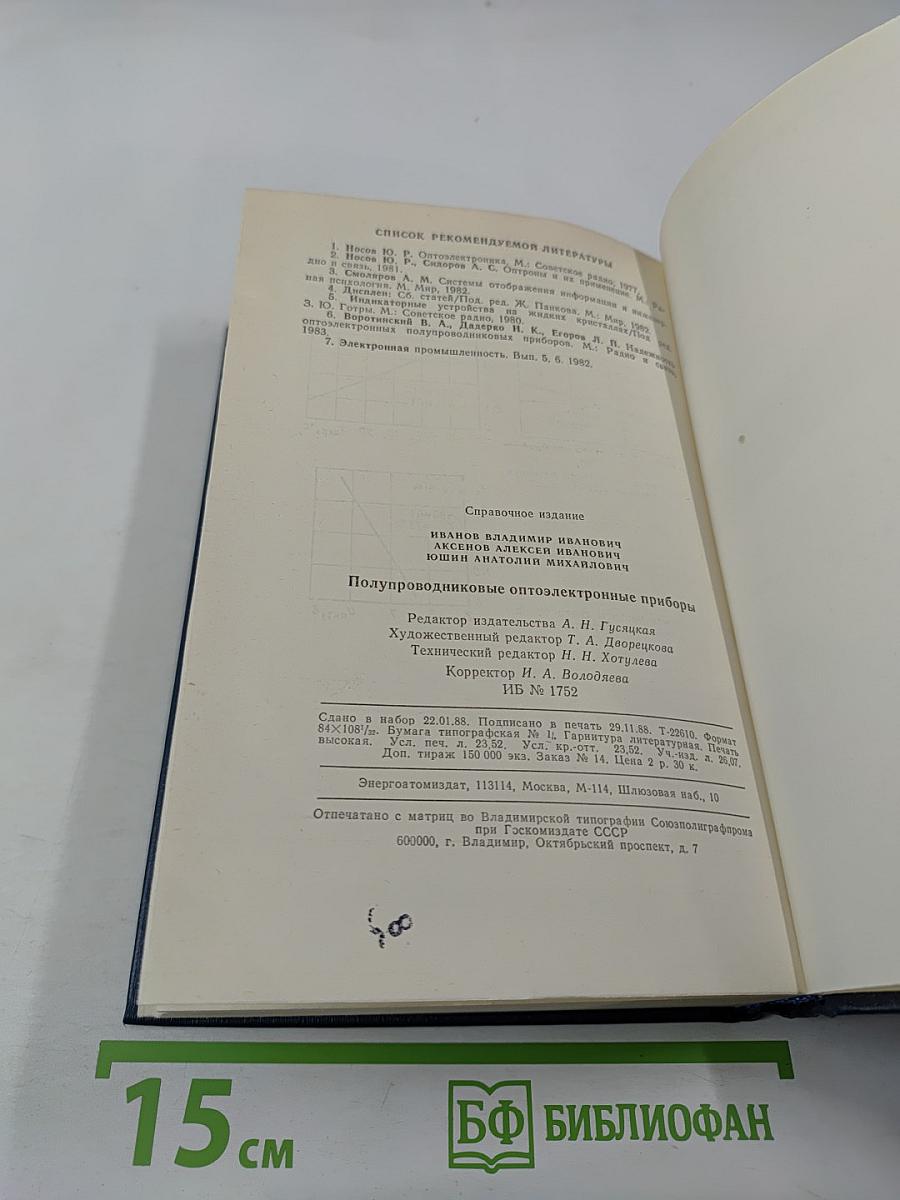 СПИСОК РЕКОМЕНДУЕМОЙ ЛИТЕРАТУРЫ
1. Носов Ю. Р. Оптоэлектроника. М.: Советское радио, 1977.
2. Носов Ю. Р., Сидоров А. С. Оптроны и их применение. М.: Ра-
дио и связь, 1981.
3. Смоляров А. М. Системы отображения информации и инженер-
ная психология. М. Мир, 1982.
4. Дисплеи: Сб. статей/Под. ред. Ж. Панкова. М.: Мир, 1982.
5. Индикаторные устройства на жидких кристаллах/Под ред.
З. Ю. Готры. М.: Советское радио, 1980.
6. Воротинский В. А., Дадерко И. К., Егоров Л. П. Надежность
оптоэлектронных полупроводниковых приборов. М.: Радио и связь,
1983.
7. Электронная промышленность. Вып. 5, 6. 1982.
Справочное издание
ИВАНОВ ВЛАДИМИР ИВАНОВИЧ
АКСЕНОВ АЛЕКСЕЙ ИВАНОВИЧ
ЮШИН АНАТОЛИЙ МИХАЙЛОВИЧ
Полупроводниковые оптоэлектронные приборы
Редактор издательства А. Н. Гусяцкая
Художественный редактор Т. А. Дворецкова
Технический редактор Н. Н. Хотулева
Корректор И. А. Володяева
ИБ № 1752
Сдано в набор 22.01.88. Подписано в печать 29.11.88. Т-22610. Формат
84×108¹/₃₂. Бумага типографская № 1. Гарнитура литературная. Печать
высокая. Усл. печ. л. 23,52. Усл. кр.-отт. 23,52. Уч.-изд. л. 26,07.
Доп. тираж 150 000 экз. Заказ № 14. Цена 2 р. 30 к.
Энергоатомиздат, 113114, Москва, М-114, Шлюзовая наб., 10
Отпечатано с матриц во Владимирской типографии Союзполиграфпрома
при Госкомиздате СССР
600000, г. Владимир, Октябрьский проспект, д. 7
15 см
БФ БИБЛИОФАН